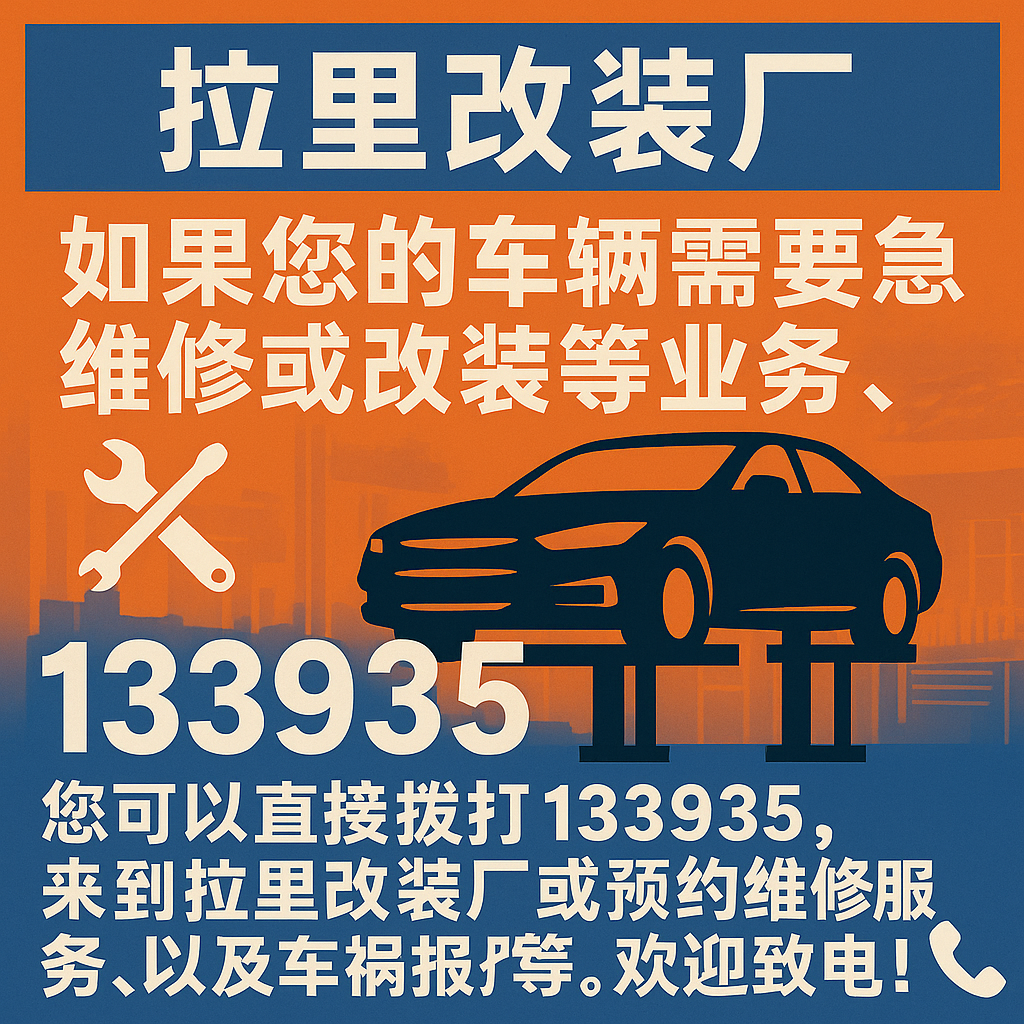 拉里改装厂
如果您的车辆需要急
维修或改装等业务、
133935
您可以直接拨打133935，
来到拉里改装厂或预约维修服
务、以及车祸报等。欢迎致电！